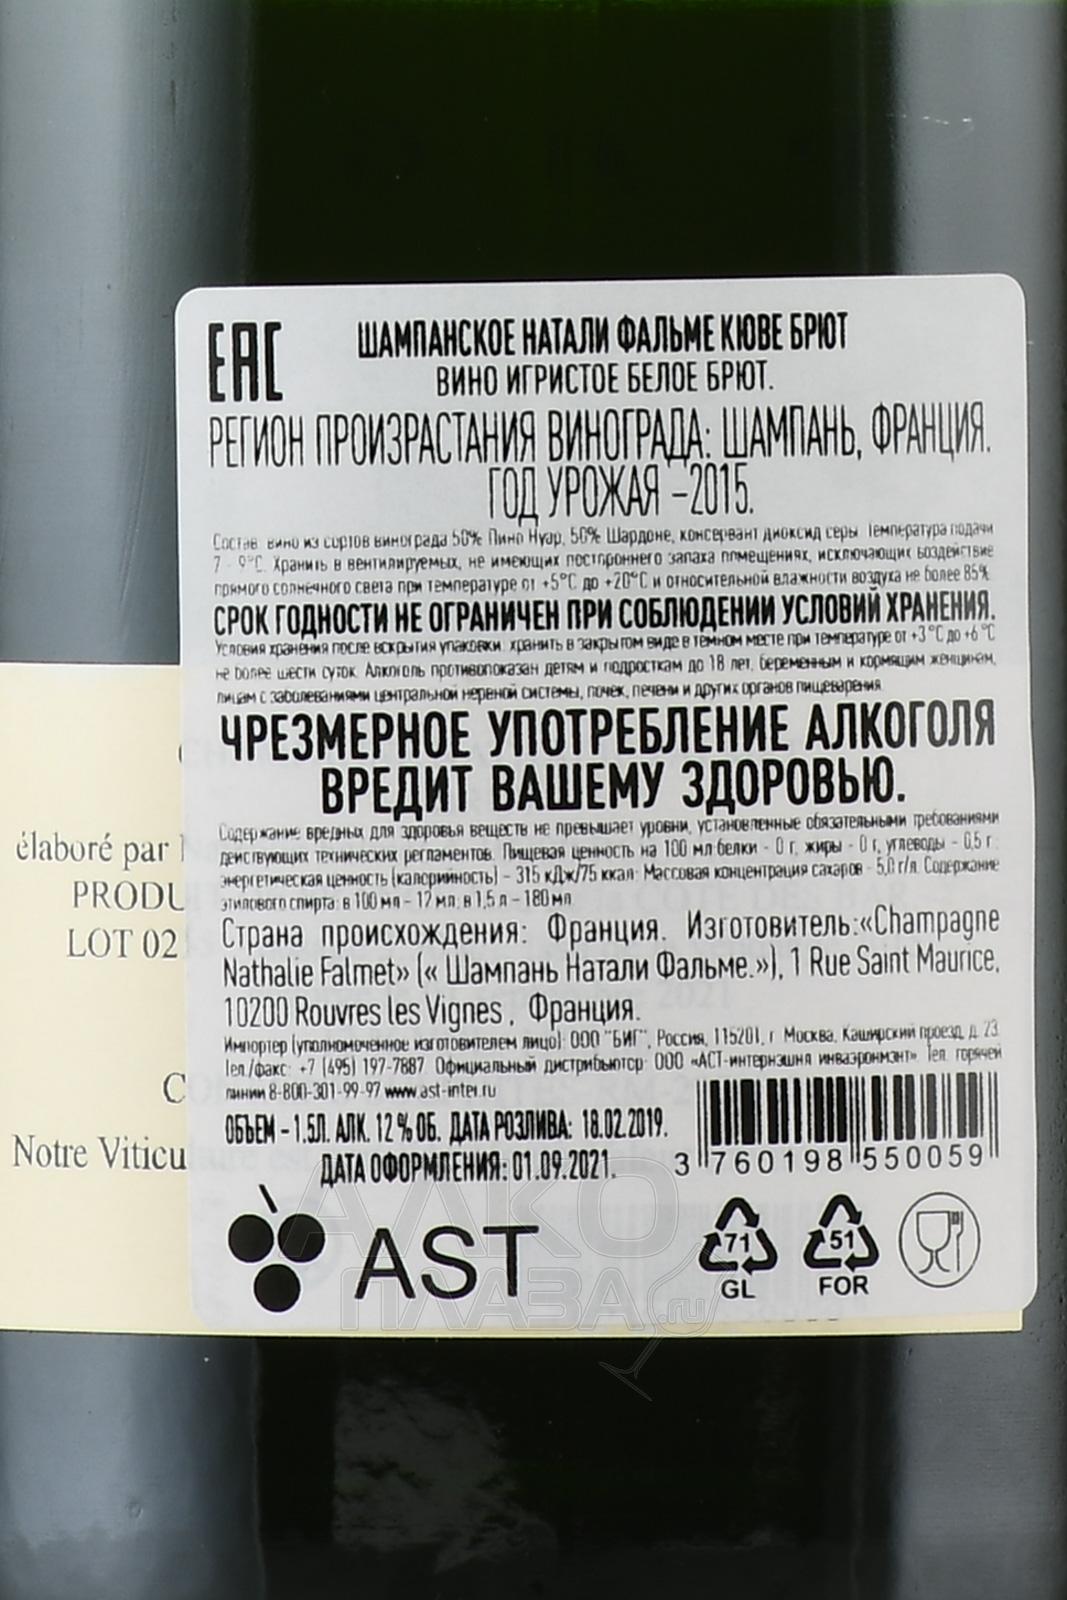 ЕАС
ШАМПАНСКОЕ НАТАЛИ ФАЛЬМЕ КЮВЕ БРЮТ
ВИНО ИГРИСТОЕ БЕЛОЕ БРЮТ.
РЕГИОН ПРОИЗРАСТАНИЯ ВИНОГРАДА: ШАМПАНЬ, ФРАНЦИЯ.
ГОД УРОЖАЯ –2015.
Состав: вино из сортов винограда 50% Пино Нуар, 50% Шардоне, консервант диоксид серы. Температура подачи
7 - 9°C. Хранить в вентилируемых, не имеющих постороннего запаха помещениях, исключающих воздействие
прямого солнечного света при температуре от +5°C до +20°C и относительной влажности воздуха не более 85%.
СРОК ГОДНОСТИ НЕ ОГРАНИЧЕН ПРИ СОБЛЮДЕНИИ УСЛОВИЙ ХРАНЕНИЯ.
Условия хранения после вскрытия упаковки: хранить в закрытом виде в темном месте при температуре от +3°C до +6 °C
не более шести суток. Алкоголь противопоказан детям и подросткам до 18 лет, беременным и кормящим женщинам,
лицам с заболеваниями центральной нервной системы, почек, печени и других органов пищеварения.
ЧРЕЗМЕРНОЕ УПОТРЕБЛЕНИЕ АЛКОГОЛЯ
ВРЕДИТ ВАШЕМУ ЗДОРОВЬЮ.
Содержание вредных для здоровья веществ не превышает уровни, установленные обязательными требованиями
действующих технических регламентов. Пищевая ценность на 100 мл:белки - 0 г, жиры - 0 г, углеводы - 0,5 г;
энергетическая ценность (калорийность) – 315 кДж/75 ккал; Массовая концентрация сахаров - 5,0 г/л. Содержание
этилового спирта: в 100 мл – 12 мл; в 1,5 л – 180 мл.
Страна происхождения: Франция. Изготовитель:«Champagne
Nathalie Falmet» (« Шампань Натали Фальме.»), 1 Rue Saint Maurice,
10200 Rouvres les Vignes , Франция.
Импортер (уполномоченное изготовителем лицо): ООО "БИГ", Россия, 115201, г. Москва, Каширский проезд, д. 23.
Тел./факс: +7 (495) 197-7887 Официальный дистрибьютор: ООО «АСТ-интернэшнл инваэронмэнт» Тел. горячей
линии 8-800-301-99-97 www.ast-inter.ru
ОБЪЕМ – 1.5Л. АЛК. 12 % ОБ. ДАТА РОЗЛИВА: 18.02.2019.
ДАТА ОФОРМЛЕНИЯ: 01.09.2021.
3 760198 550059
AST
71
GL
51
FOR
élaboré par
PRODU
LOT 02
C
Notre Viticu
АЛКО
ПЛАЗА.ru